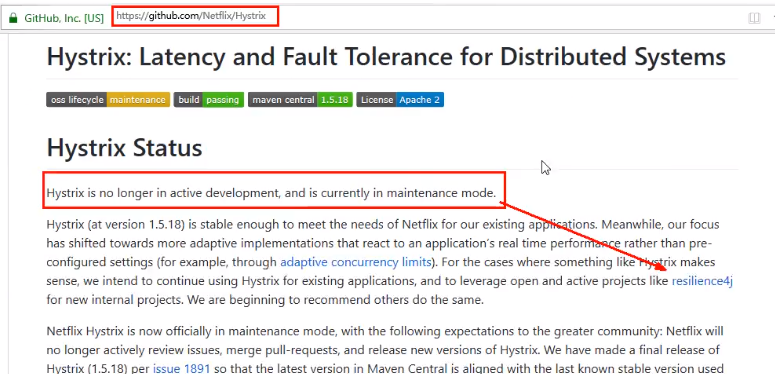 GitHub, Inc. [US]
https://github.com/Netflix/Hystrix
Hystrix: Latency and Fault Tolerance for Distributed Systems
oss lifecycle maintenance build passing maven central 1.5.18 License Apache 2
Hystrix Status
Hystrix is no longer in active development, and is currently in maintenance mode.
Hystrix (at version 1.5.18) is stable enough to meet the needs of Netflix for our existing applications. Meanwhile, our focus
has shifted towards more adaptive implementations that react to an application's real time performance rather than pre-
configured settings (for example, through adaptive concurrency limits). For the cases where something like Hystrix makes
sense, we intend to continue using Hystrix for existing applications, and to leverage open and active projects like resilience4j
for new internal projects. We are beginning to recommend others do the same.
Netflix Hystrix is now officially in maintenance mode, with the following expectations to the greater community: Netflix will
no longer actively review issues, merge pull-requests, and release new versions of Hystrix. We have made a final release of
Hystrix (1.5.18) per issue 1891 so that the latest version in Maven Central is aligned with the last known stable version used